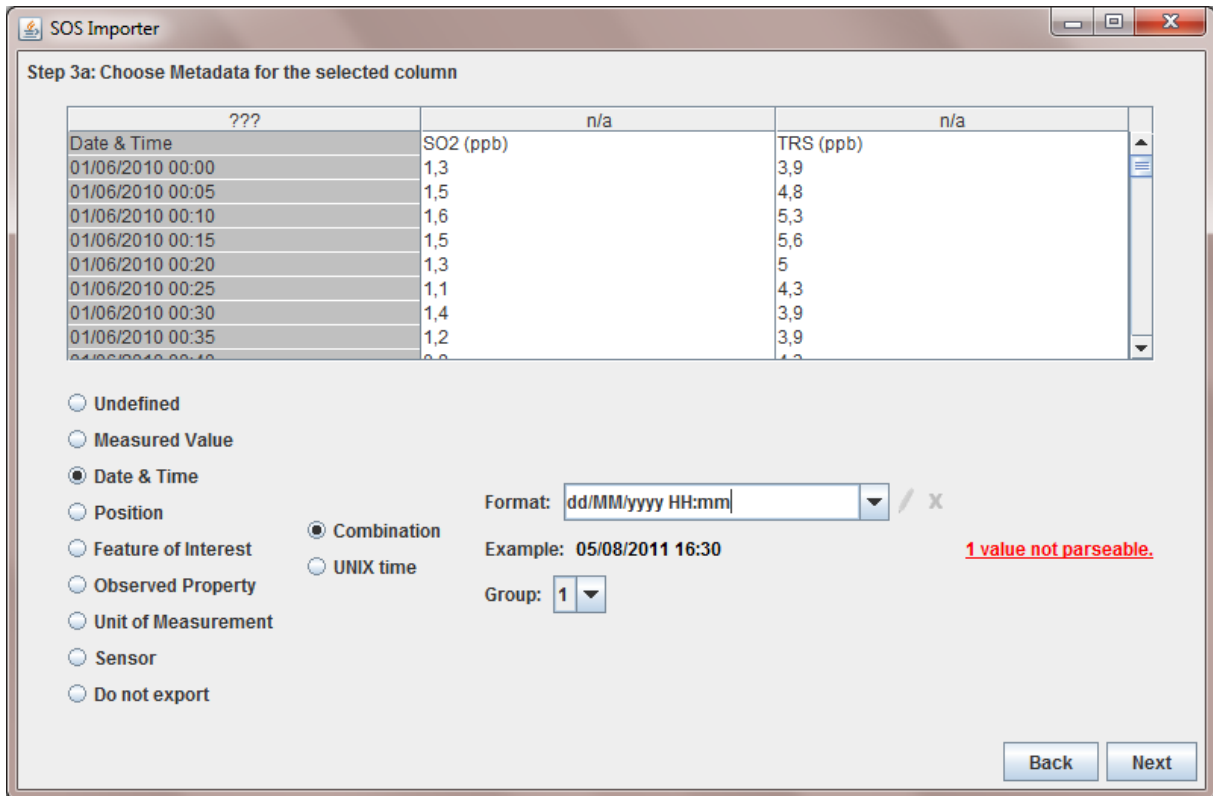 SOS Importer
Step 3a: Choose Metadata for the selected column
??? n/a n/a
Date & Time SO2 (ppb) TRS (ppb)
01/06/2010 00:00 1,3 3,9
01/06/2010 00:05 1,5 4,8
01/06/2010 00:10 1,6 5,3
01/06/2010 00:15 1,5 5,6
01/06/2010 00:20 1,3 5
01/06/2010 00:25 1,1 4,3
01/06/2010 00:30 1,4 3,9
01/06/2010 00:35 1,2 3,9
Undefined
Measured Value
Date & Time
Position
Feature of Interest
Observed Property
Unit of Measurement
Sensor
Do not export
Combination
UNIX time
Format: dd/MM/yyyy HH:mm
Example: 05/08/2011 16:30
1 value not parseable.
Group: 1
Back Next